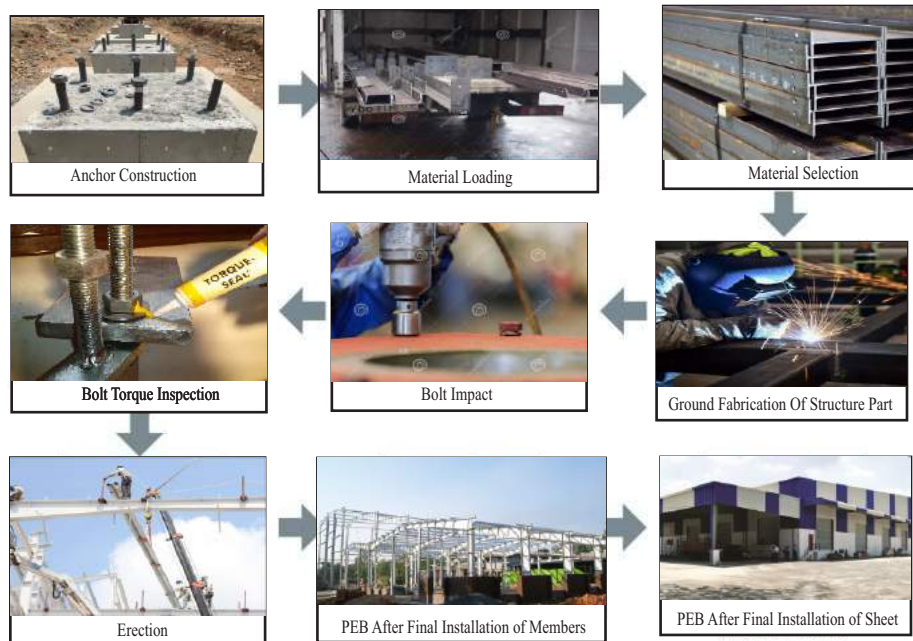 Anchor Construction
Material Loading
Material Selection
TORQUE-
SEAL
Bolt Torque Inspection
Bolt Impact
Ground Fabrication Of Structure Part
Erection
PEB After Final Installation of Members
PEB After Final Installation of Sheet